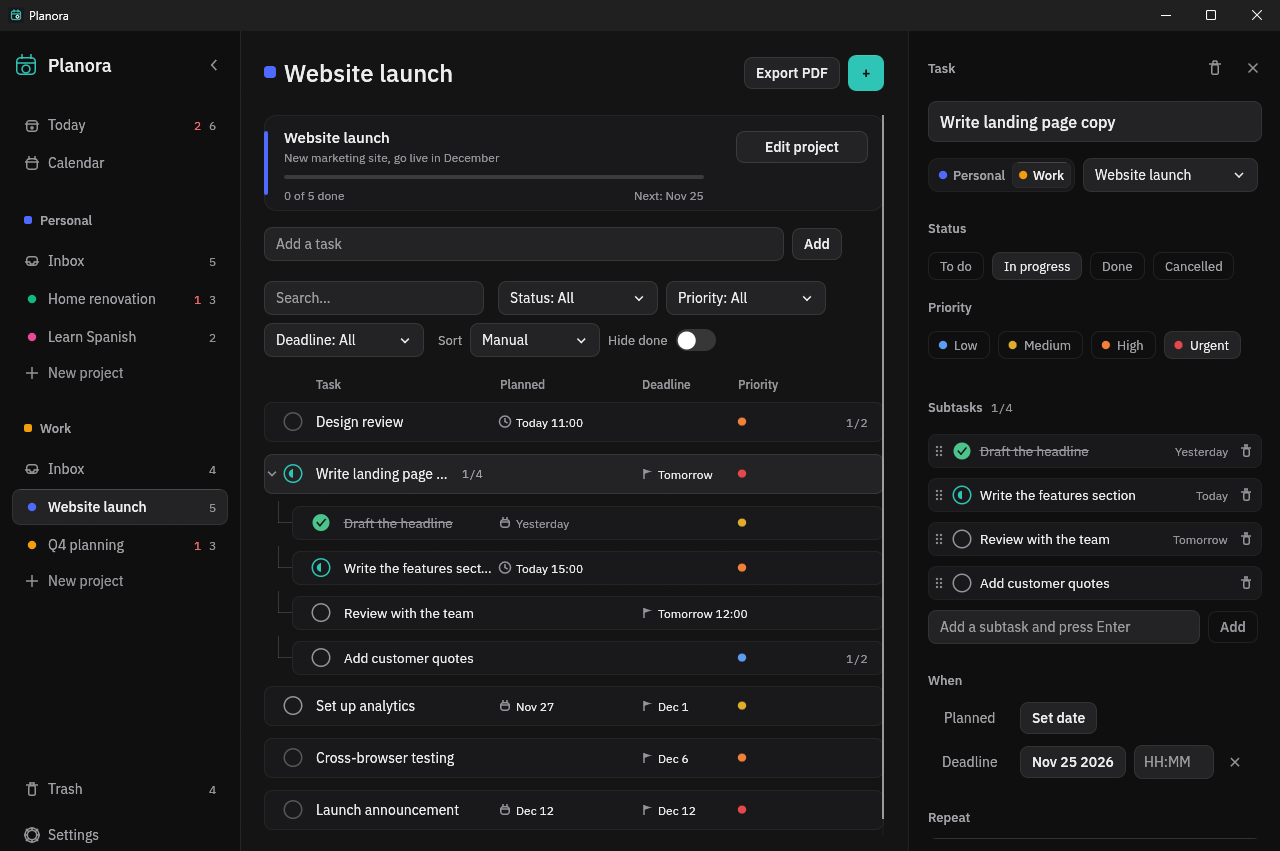 Planora
Planora
Today 2 6
Calendar
Personal
Inbox 5
Home renovation 1 3
Learn Spanish 2
New project
Work
Inbox 4
Website launch 5
Q4 planning 1 3
New project
Trash 4
Settings
Website launch
Export PDF +
Website launch
New marketing site, go live in December
Edit project
0 of 5 done Next: Nov 25
Add a task Add
Search... Status: All Priority: All
Deadline: All Sort Manual Hide done
Task Planned Deadline Priority
Design review Today 11:00 1/2
Write landing page ... 1/4 Tomorrow
Draft the headline Yesterday
Write the features sect... Today 15:00
Review with the team Tomorrow 12:00
Add customer quotes 1/2
Set up analytics Nov 27 Dec 1
Cross-browser testing Dec 6
Launch announcement Dec 12 Dec 12
Task
Write landing page copy
Personal Work Website launch
Status
To do In progress Done Cancelled
Priority
Low Medium High Urgent
Subtasks 1/4
Draft the headline Yesterday
Write the features section Today
Review with the team Tomorrow
Add customer quotes
Add a subtask and press Enter Add
When
Planned Set date
Deadline Nov 25 2026 HH:MM
Repeat